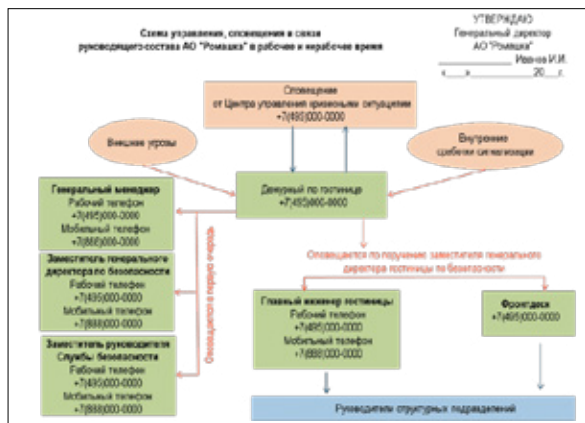 УТВЕРЖДАЮ
Генеральный директор
АО "Ромашка"
Иванов И.И.
«___»___________ 20__г.
Схема управления, оповещения и связи
руководящего состава АО "Ромашка" в рабочее и нерабочее время
Оповещение
от Центра управления кризисными ситуациями
+7(495)000-0000
Внешние угрозы
Внутренние
сработки сигнализации
Дежурный по гостинице
+7(495)000-0000
Генеральный менеджер
Рабочий телефон
+7(495)000-0000
Мобильный телефон
+7(888)000-0000
Заместитель генерального
директора по безопасности
Рабочий телефон
+7(495)000-0000
Мобильный телефон
+7(888)000-0000
Заместитель руководителя
Службы безопасности
Рабочий телефон
+7(495)000-0000
Мобильный телефон
+7(888)000-0000
Оповещаются в первую очередь
Оповещаются по поручению заместителя генерального
директора гостиницы по безопасности
Главный инженер гостиницы
Рабочий телефон
+7(495)000-0000
Мобильный телефон
+7(888)000-0000
Фронтдеск
+7(495)000-0000
Руководители структурных подразделений